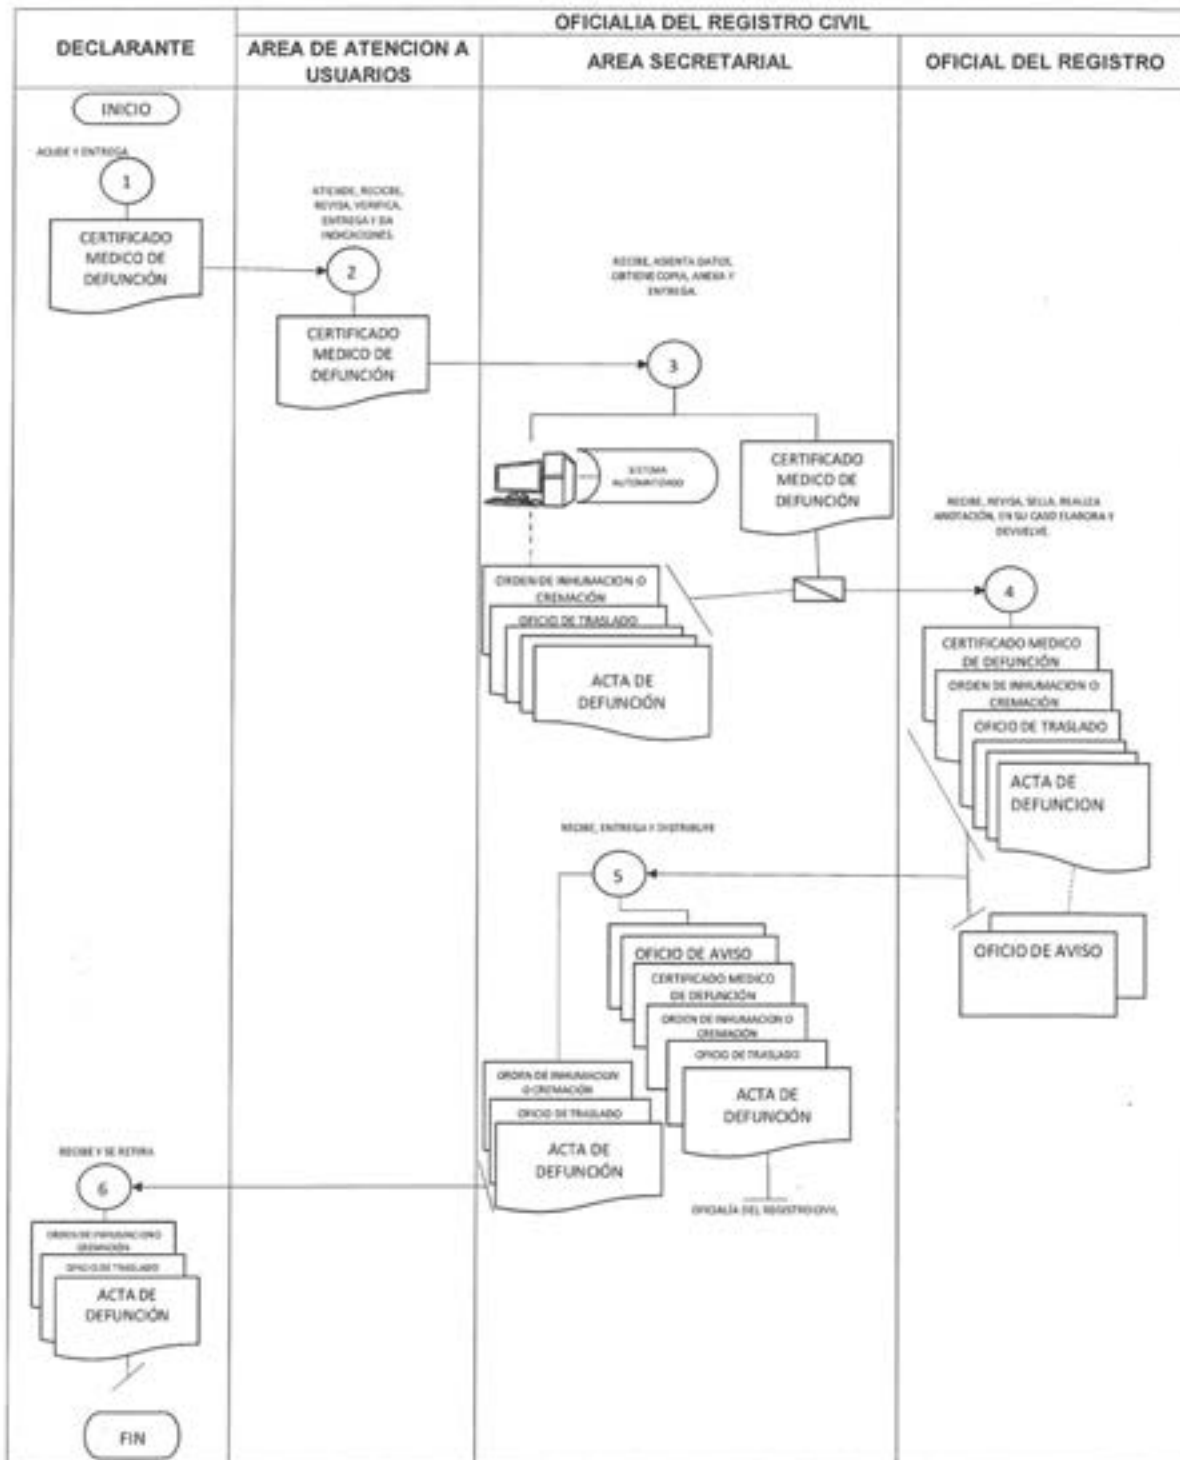 OFICIALIA DEL REGISTRO CIVIL
DECLARANTE
AREA DE ATENCION A
USUARIOS
AREA SECRETARIAL
OFICIAL DEL REGISTRO
INICIO
ACUDE Y ENTREGA
1
CERTIFICADO
MEDICO DE
DEFUNCIÓN
ATIENDE, RECIBE,
REVISA, VERIFICA,
ENTREGA Y DA
INDICACIONES.
2
CERTIFICADO
MEDICO DE
DEFUNCIÓN
RECIBE, ASIENTA DATOS,
OBTIENE COPIA, ANEXA Y
ENTREGA.
3
SISTEMA
AUTOMATIZADO
CERTIFICADO
MEDICO DE
DEFUNCIÓN
ORDEN DE INHUMACION O
CREMACIÓN
OFICIO DE TRASLADO
ACTA DE
DEFUNCIÓN
RECIBE, REVISA, SELLA, REALIZA
ANOTACIÓN, EN SU CASO ELABORA Y
DEVUELVE.
4
CERTIFICADO MEDICO
DE DEFUNCIÓN
ORDEN DE INHUMACION O
CREMACIÓN
OFICIO DE TRASLADO
ACTA DE
DEFUNCION
OFICIO DE AVISO
RECIBE, ENTREGA Y DISTRIBUYE
5
OFICIO DE AVISO
CERTIFICADO MEDICO
DE DEFUNCIÓN
ORDEN DE INHUMACION O
CREMACIÓN
OFICIO DE TRASLADO
ACTA DE
DEFUNCIÓN
OFICIALÍA DEL REGISTRO CIVIL
ORDEN DE INHUMACION
O CREMACIÓN
OFICIO DE TRASLADO
ACTA DE
DEFUNCIÓN
RECIBE Y SE RETIRA
6
ORDEN DE INHUMACION O
CREMACIÓN
OFICIO DE TRASLADO
ACTA DE
DEFUNCIÓN
FIN